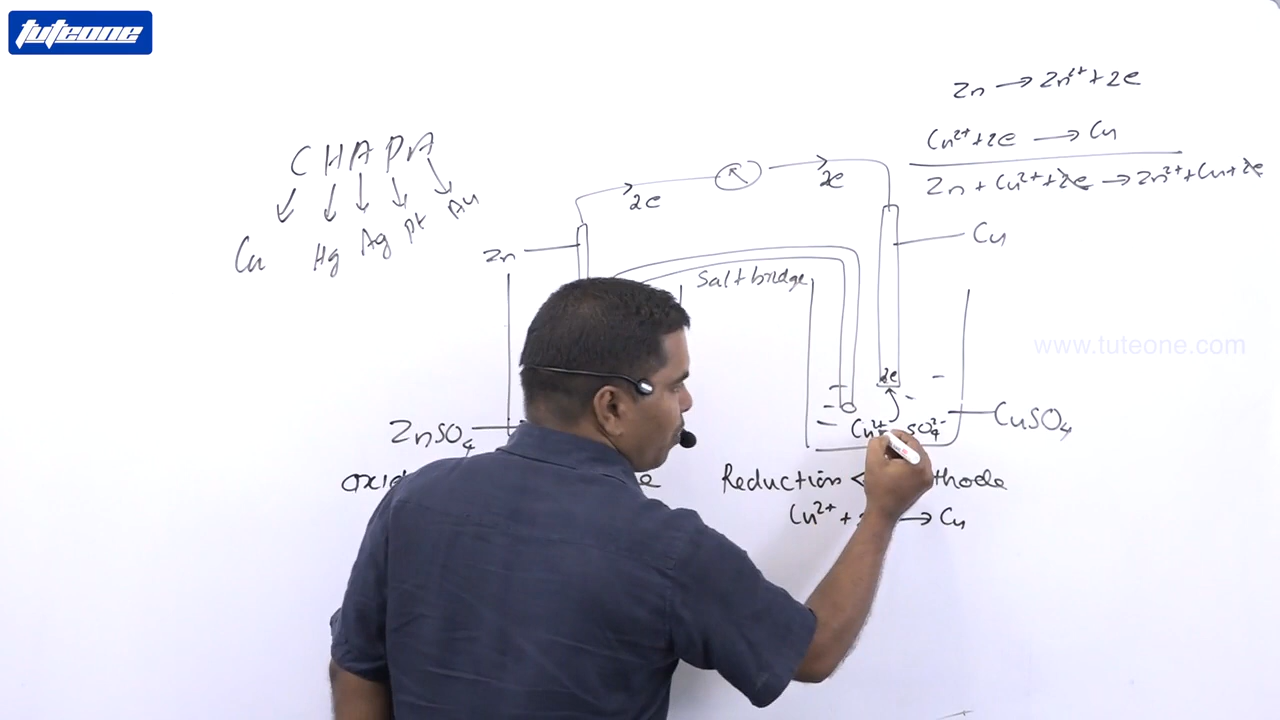 tuteone
Zn → Zn²⁺ + 2e
Cu²⁺ + 2e → Cu
Zn + Cu²⁺ + 2e → Zn²⁺ + Cu + 2e
C H A P A
Cu Hg Ag Pt Au
2e
2e
Zn
Cu
Salt bridge
www.tuteone.com
2e
ZnSO₄
Cu²⁺ SO₄²⁻
CuSO₄
Reduction
Cu²⁺ + → Cu